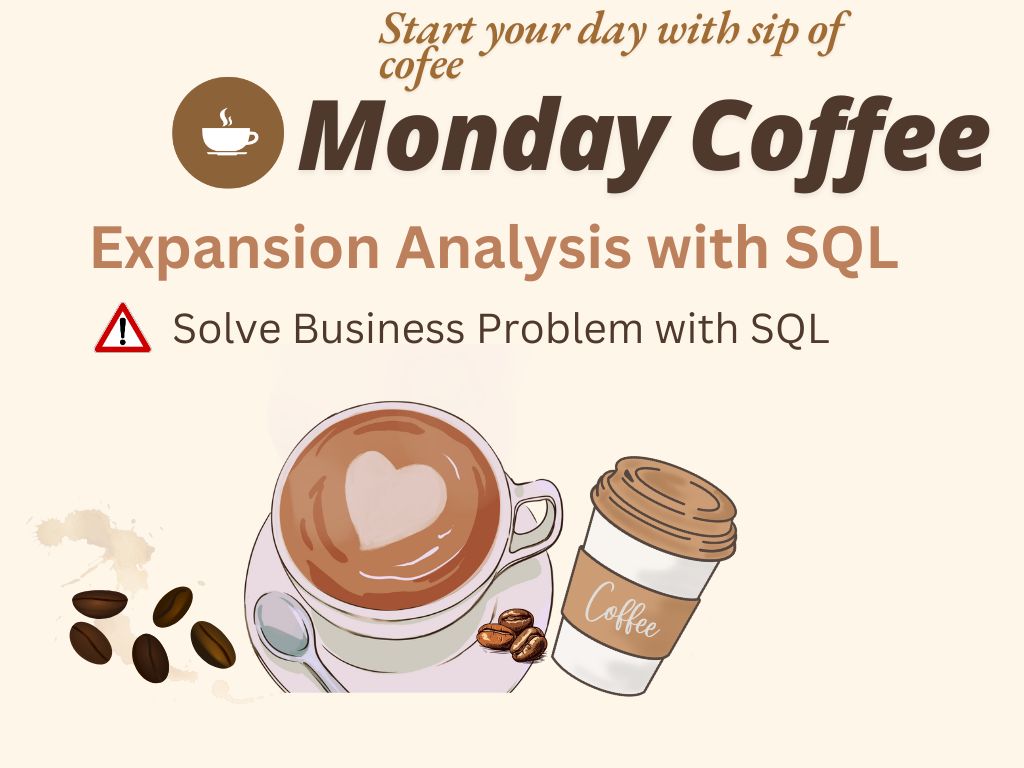 Start your day with sip of
cofee
Monday Coffee
Expansion Analysis with SQL
Solve Business Problem with SQL
Coffee